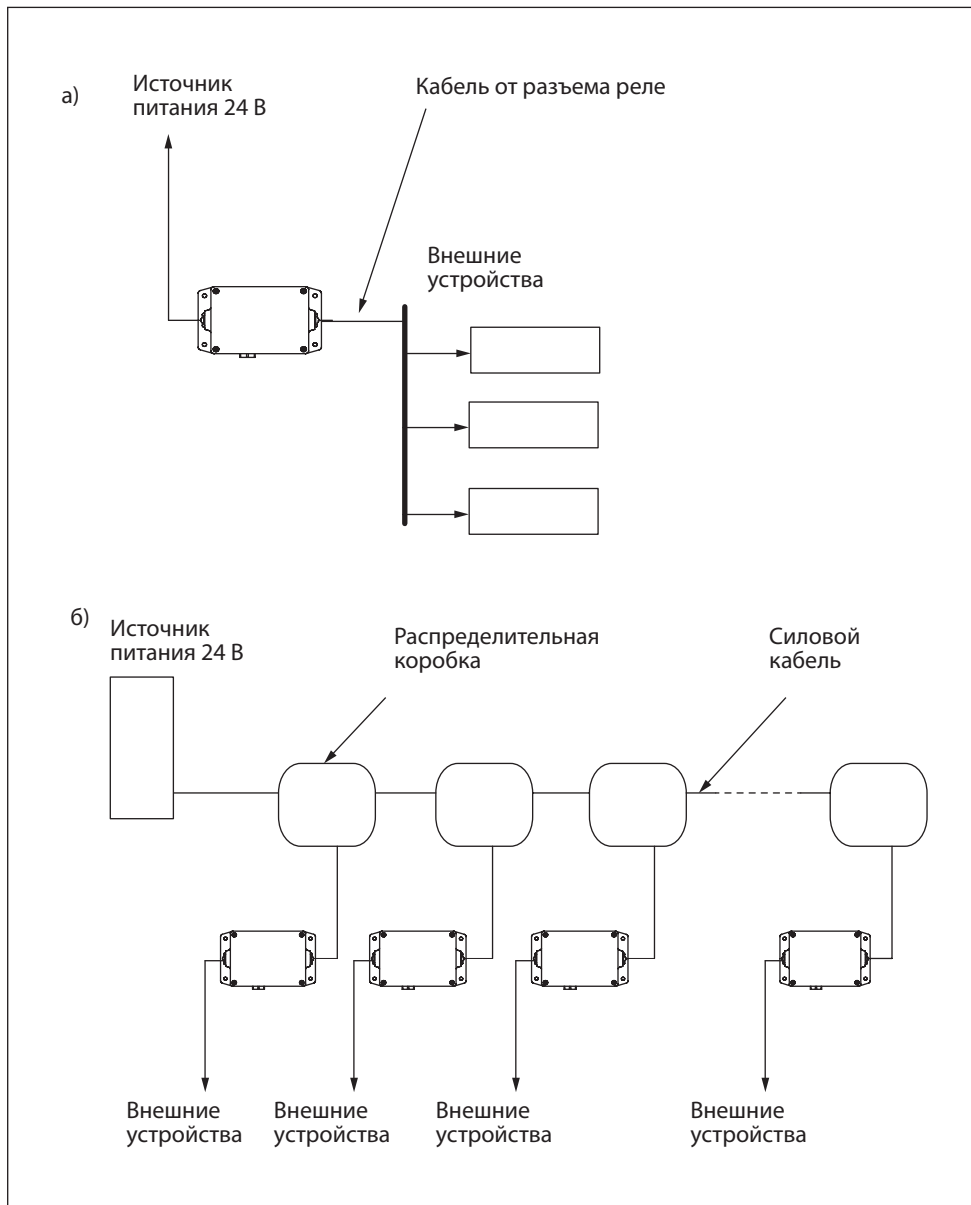 а)
Источник
питания 24 В
Кабель от разъема реле
Внешние
устройства
б)
Источник
питания 24 В
Распределительная
коробка
Силовой
кабель
Внешние
устройства
Внешние
устройства
Внешние
устройства
Внешние
устройства